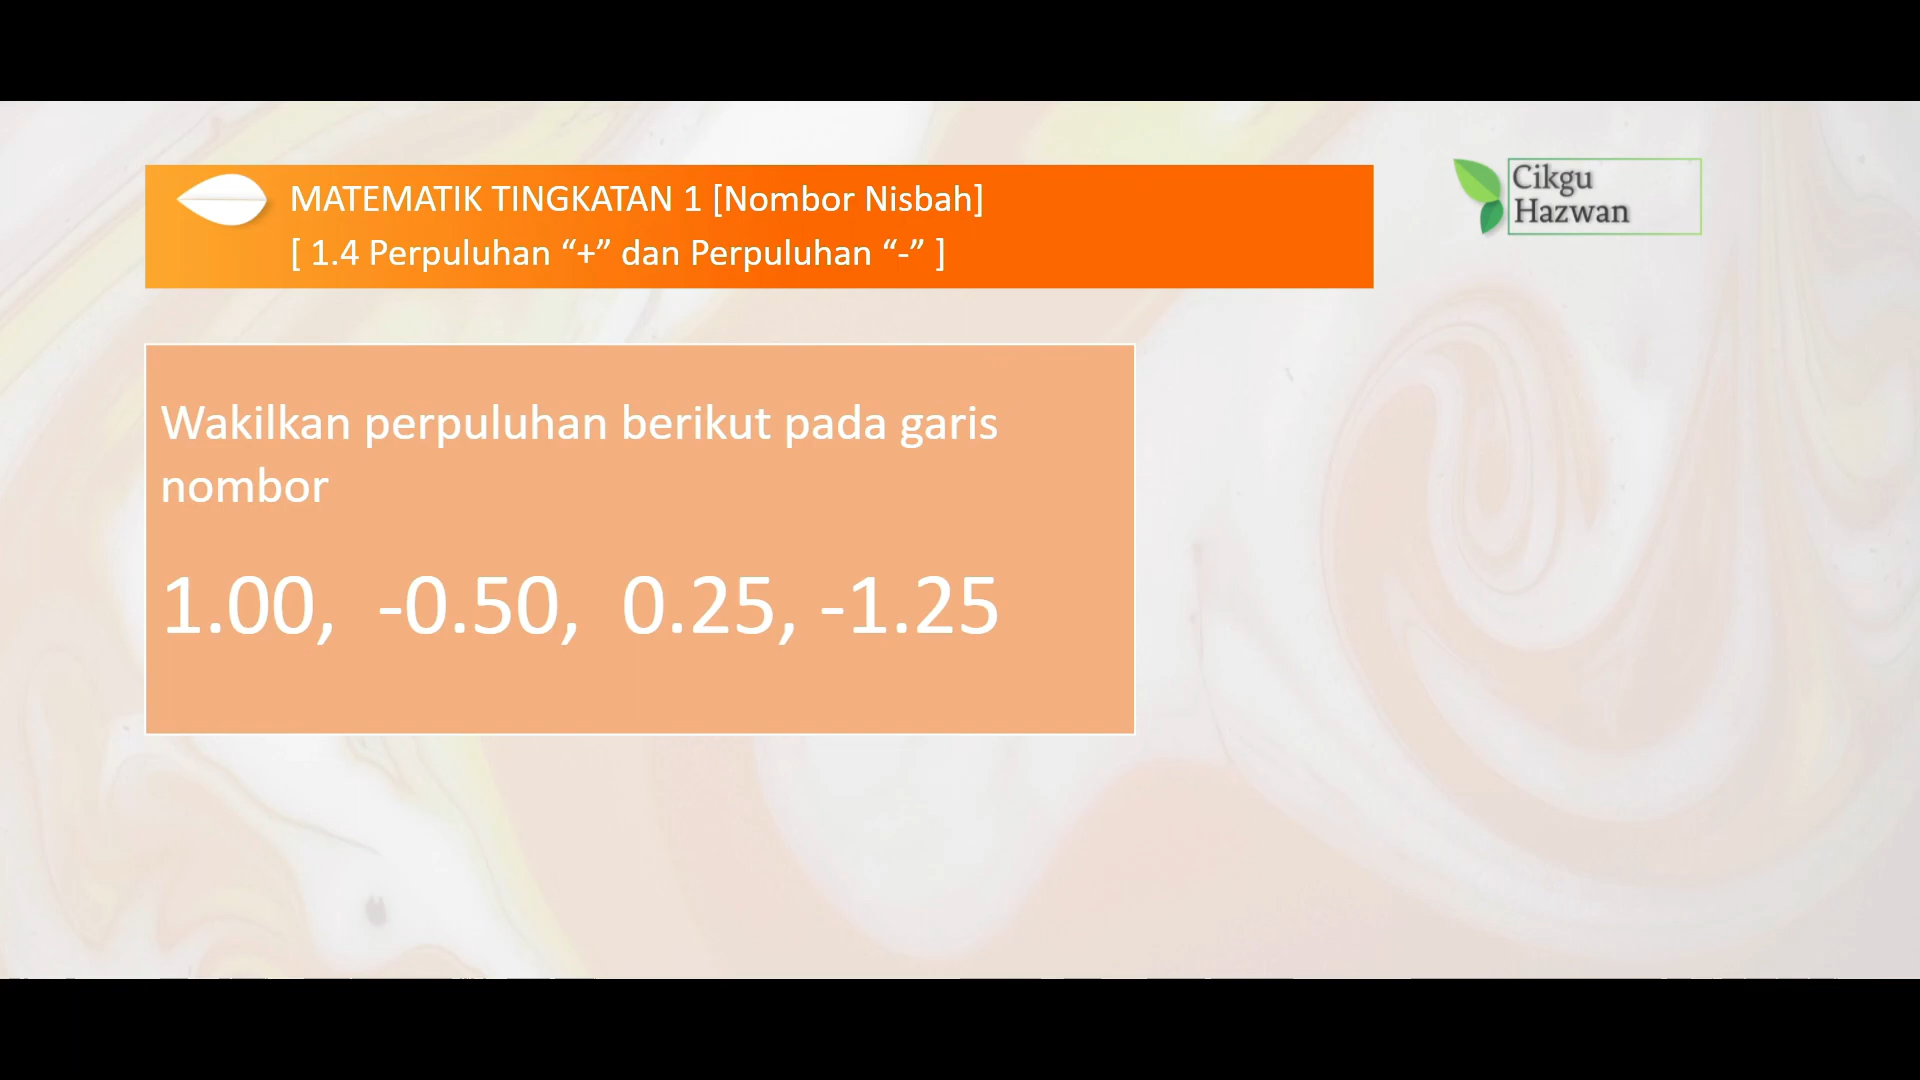 MATEMATIK TINGKATAN 1 [Nombor Nisbah]
[ 1.4 Perpuluhan “+” dan Perpuluhan “-” ]
Cikgu
Hazwan
Wakilkan perpuluhan berikut pada garis
nombor
1.00, -0.50, 0.25, -1.25